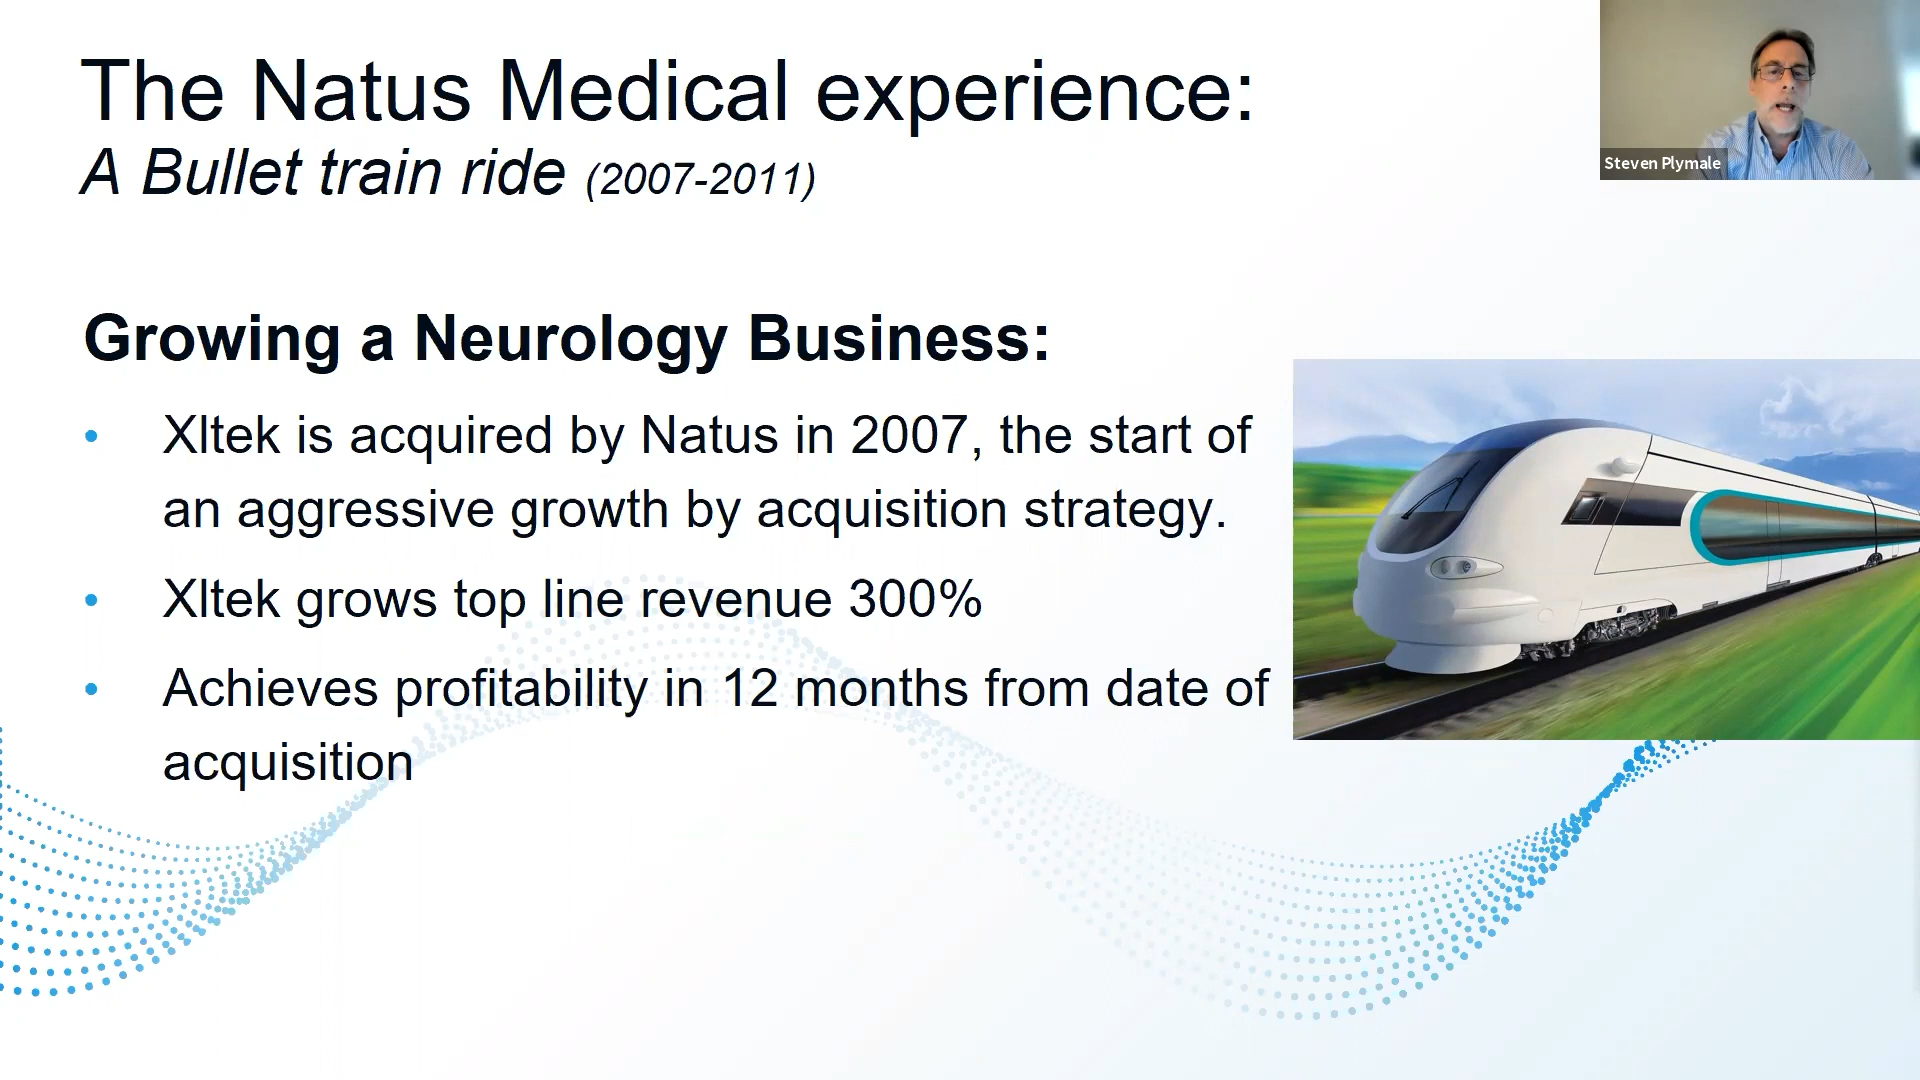 The Natus Medical experience:
A Bullet train ride (2007-2011)
Steven Plymale
Growing a Neurology Business:
• Xltek is acquired by Natus in 2007, the start of
an aggressive growth by acquisition strategy.
• Xltek grows top line revenue 300%
• Achieves profitability in 12 months from date of
acquisition